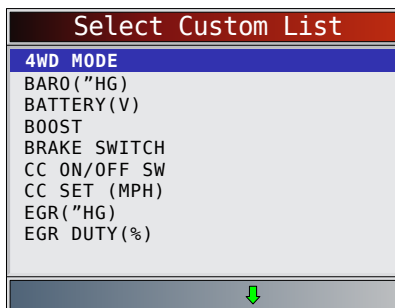 Select Custom List
4WD MODE
BARO(”HG)
BATTERY(V)
BOOST
BRAKE SWITCH
CC ON/OFF SW
CC SET (MPH)
EGR(”HG)
EGR DUTY(%)